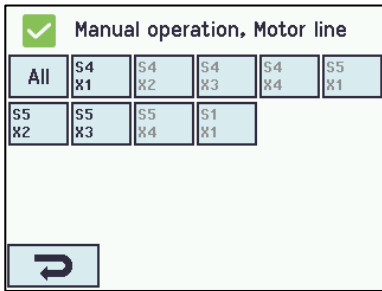 Manual operation, Motor line
All S4 S4 S4 S4 S5
X1 X2 X3 X4 X1
S5 S5 S5 S1
X2 X3 X4 X1